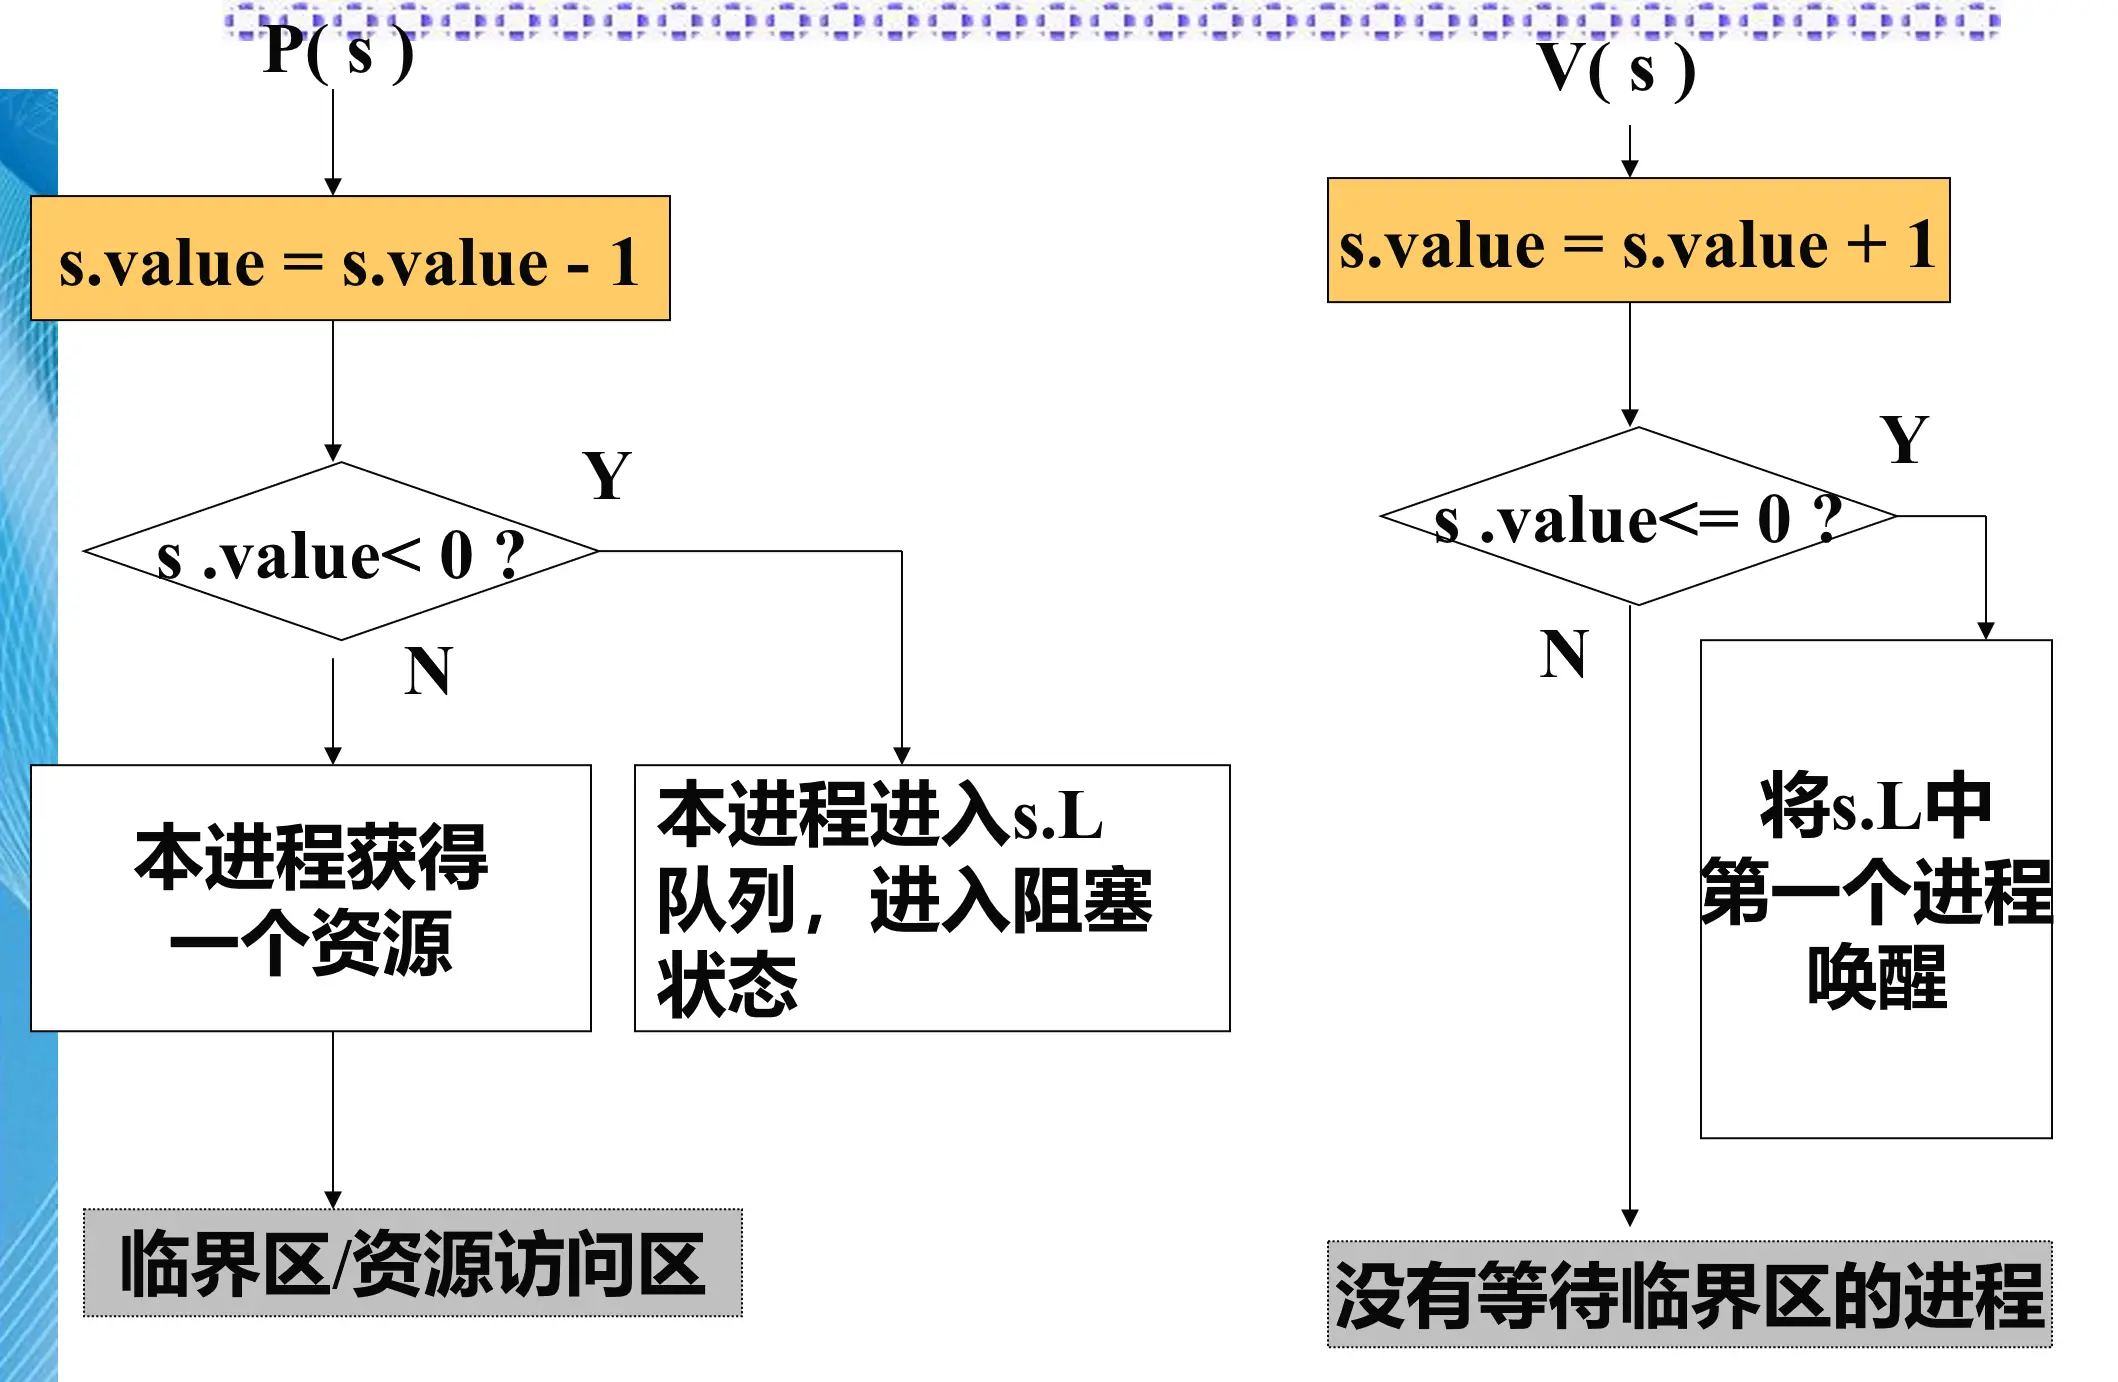 P( s )
s.value = s.value - 1
s .value< 0 ?
Y
N
本进程获得
一个资源
本进程进入s.L
队列，进入阻塞
状态
临界区/资源访问区
V( s )
s.value = s.value + 1
s .value<= 0 ?
Y
N
将s.L中
第一个进程
唤醒
没有等待临界区的进程